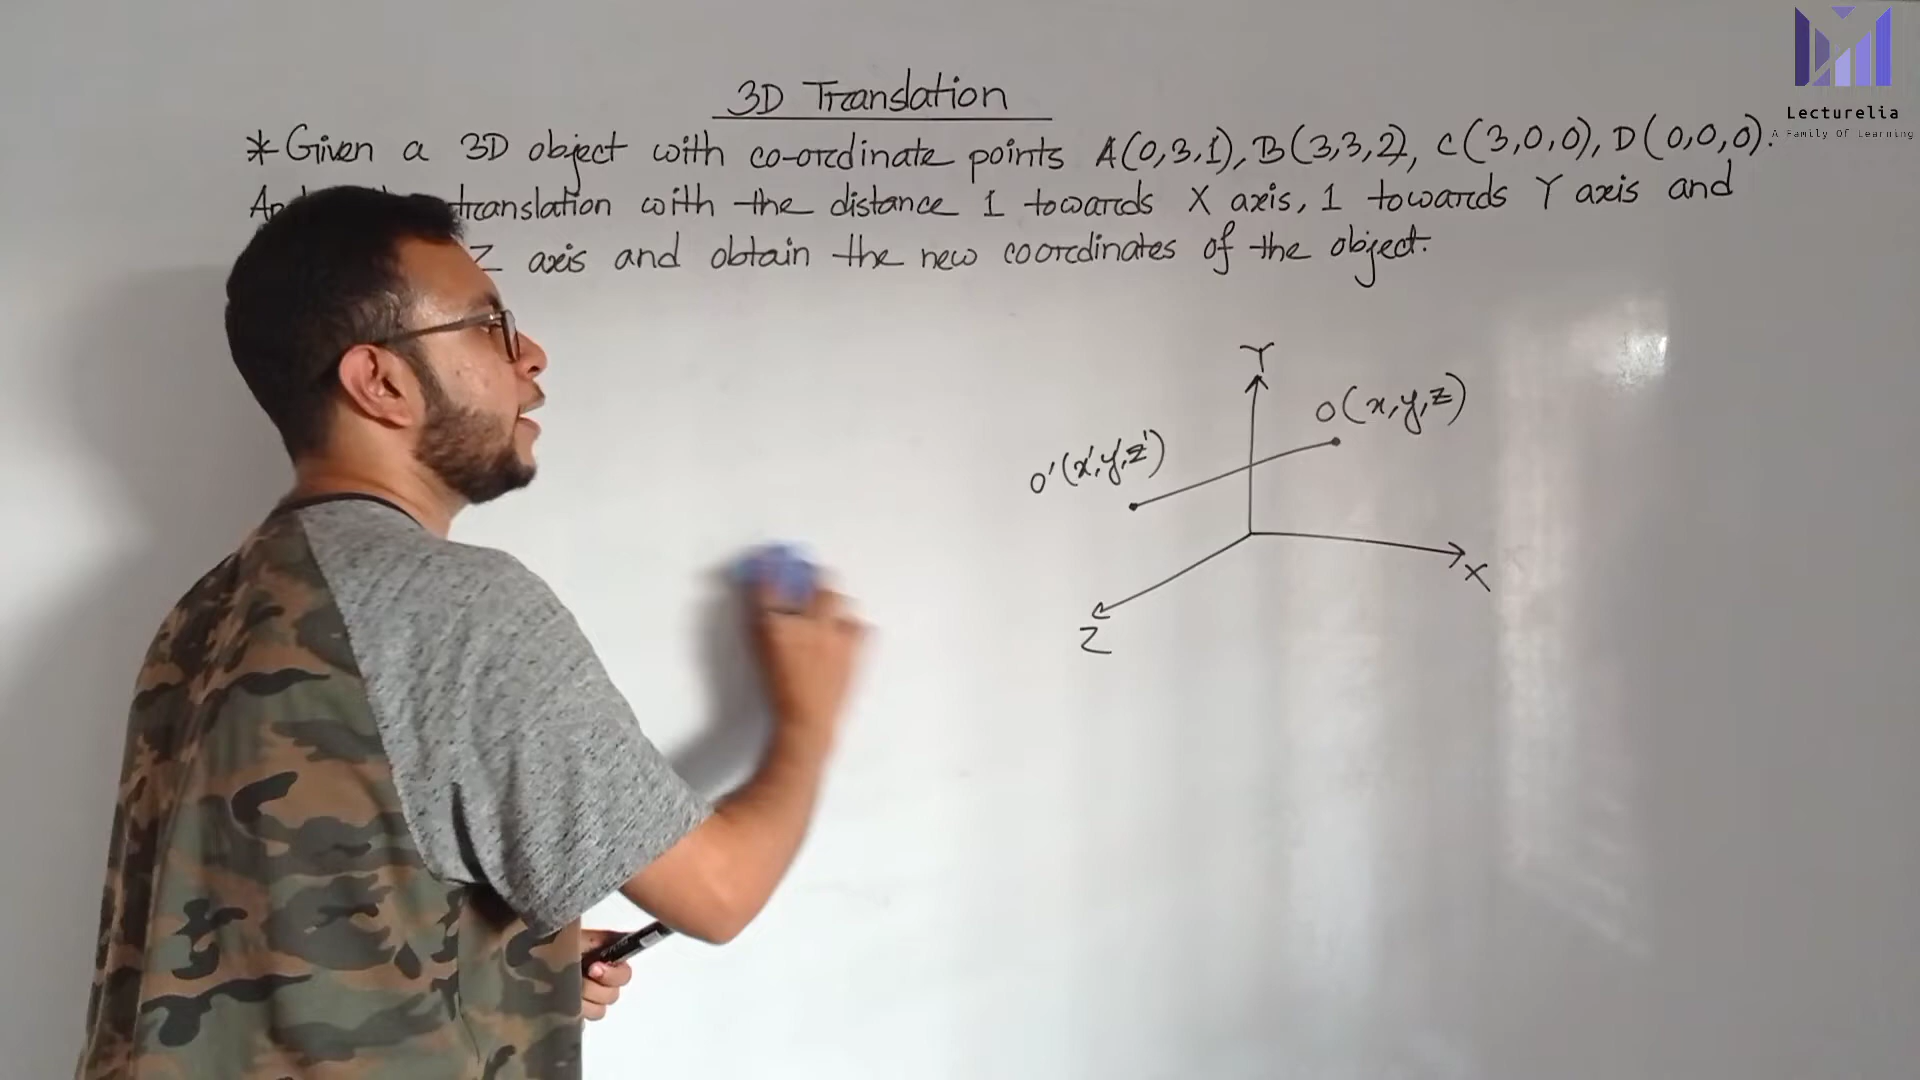 3D Translation
*Given a 3D object with co-ordinate points A(0,3,1), B(3,3,2), C(3,0,0), D(0,0,0).
translation with the distance 1 towards X axis, 1 towards Y axis and
Z axis and obtain the new coordinates of the object.
Y
O(x,y,z)
O'(x',y',z')
X
Z
Lecturelia
A Family Of Learning